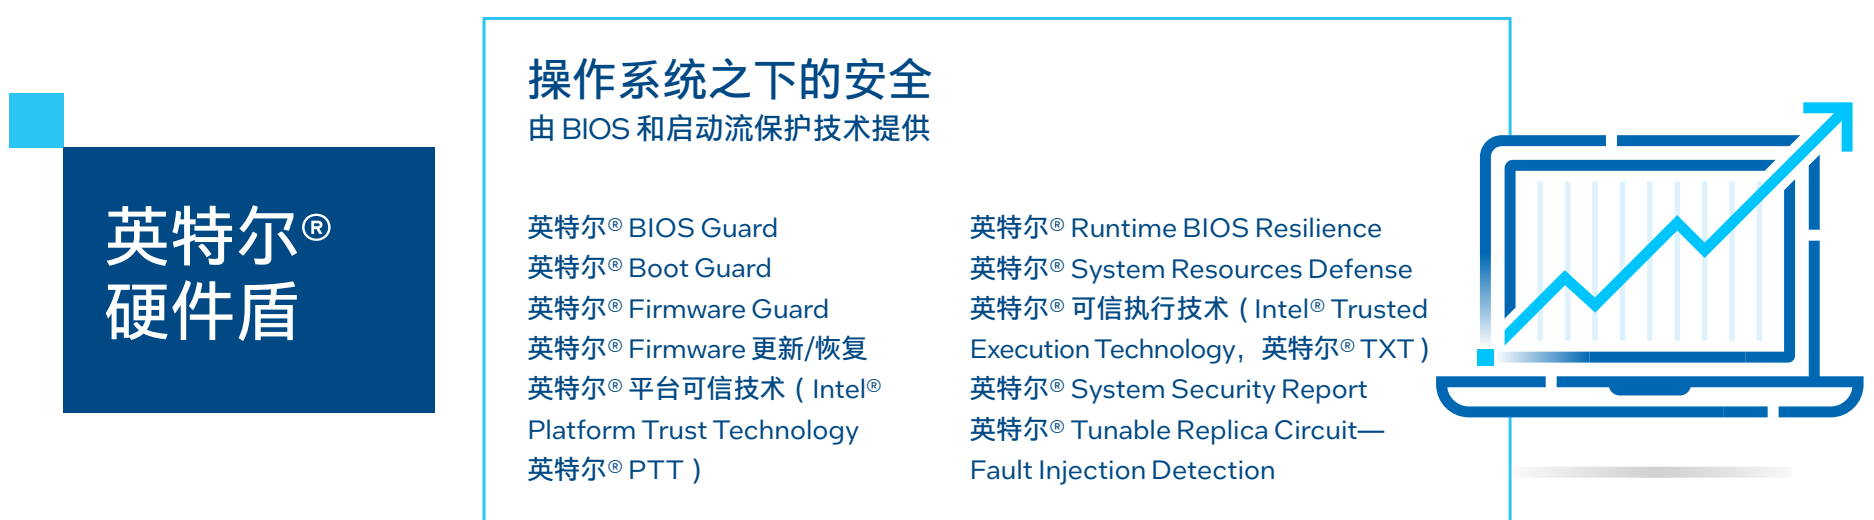 英特尔®
硬件盾
操作系统之下的安全
由 BIOS 和启动流保护技术提供
英特尔® BIOS Guard
英特尔® Boot Guard
英特尔® Firmware Guard
英特尔® Firmware 更新/恢复
英特尔® 平台可信技术（Intel®
Platform Trust Technology
英特尔® PTT）
英特尔® Runtime BIOS Resilience
英特尔® System Resources Defense
英特尔® 可信执行技术（Intel® Trusted
Execution Technology，英特尔® TXT）
英特尔® System Security Report
英特尔® Tunable Replica Circuit—
Fault Injection Detection